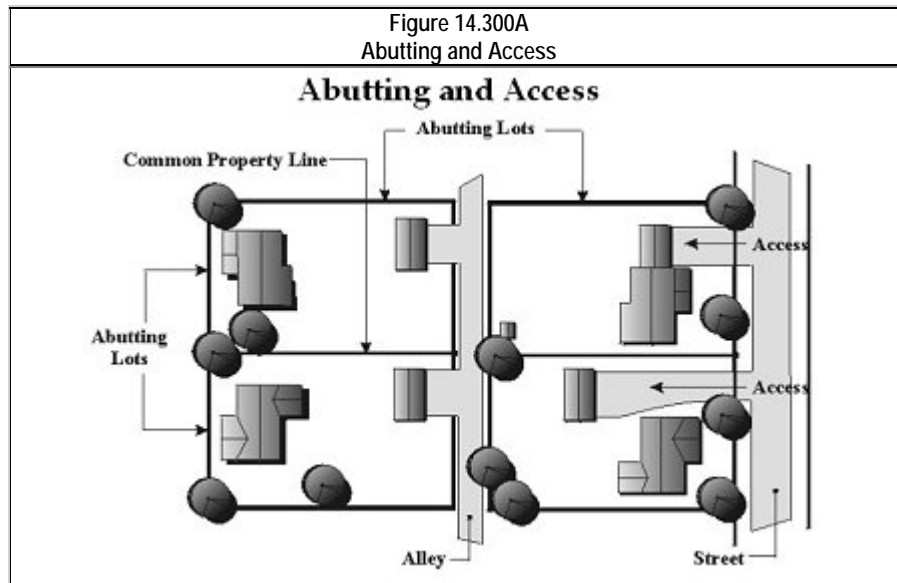 Figure 14.300A
Abutting and Access
Abutting and Access
Abutting Lots
Common Property Line
Access
Abutting
Lots
Access
Alley
Street